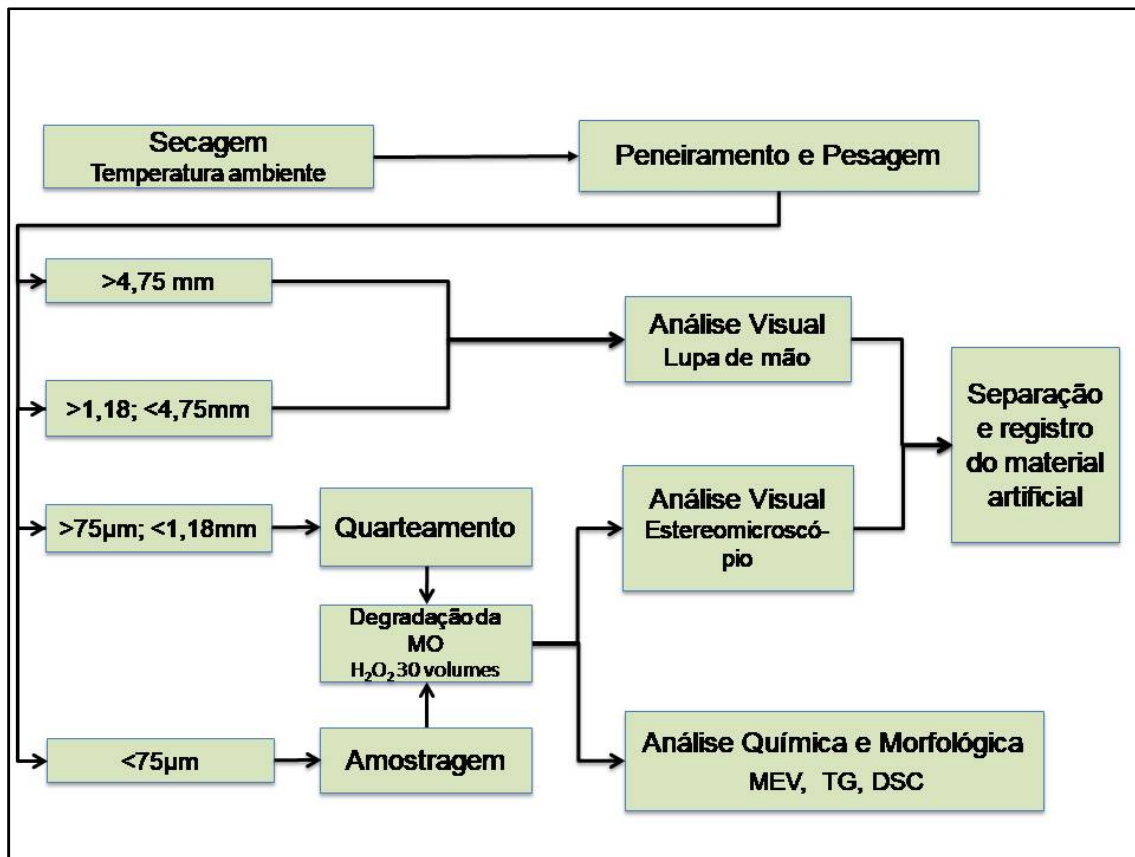 Secagem
Temperatura ambiente
Peneiramento e Pesagem
>4,75 mm
>1,18; <4,75mm
>75µm; <1,18mm
<75µm
Quarteamento
Degradação da
MO
H₂O₂ 30 volumes
Amostragem
Análise Visual
Lupa de mão
Análise Visual
Estereomicroscó-
pio
Análise Química e Morfológica
MEV, TG, DSC
Separação
e registro
do material
artificial